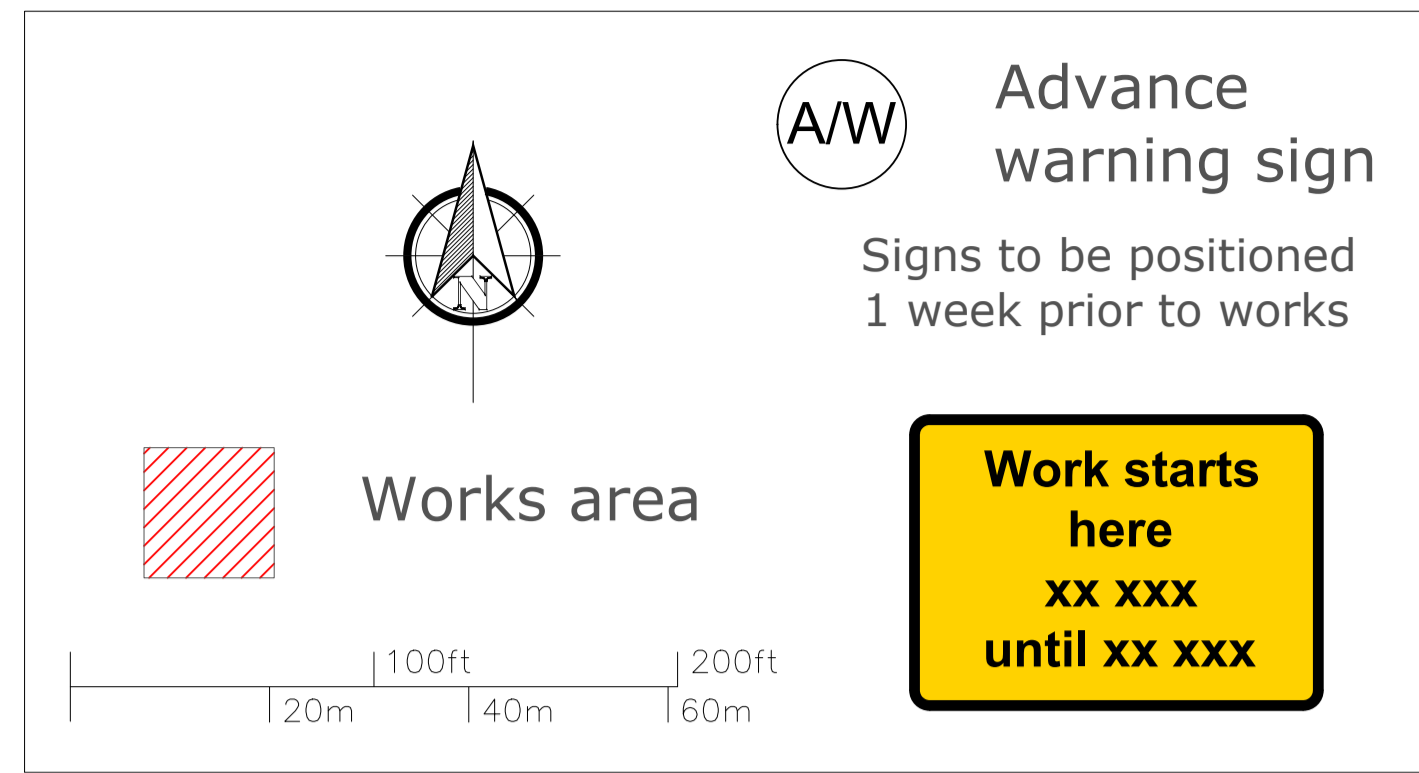 A/W
Advance
warning sign
Signs to be positioned
1 week prior to works
N
Works area
Work starts
here
xx xxx
until xx xxx
100ft
200ft
20m
40m
60m